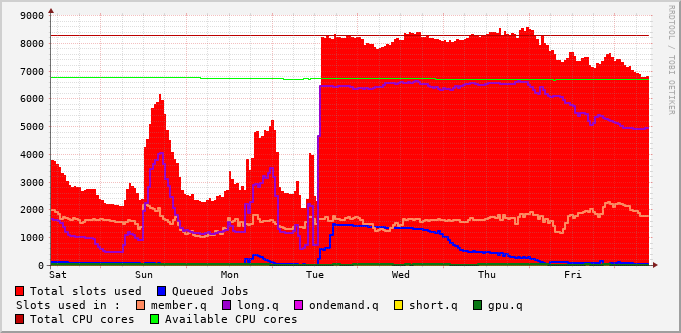 9000
8000
7000
6000
5000
4000
3000
2000
1000
0
Sat Sun Mon Tue Wed Thu Fri
RRDTOOL / TOBI OETIKER
Total slots used Queued Jobs
Slots used in : member.q long.q ondemand.q short.q gpu.q
Total CPU cores Available CPU cores